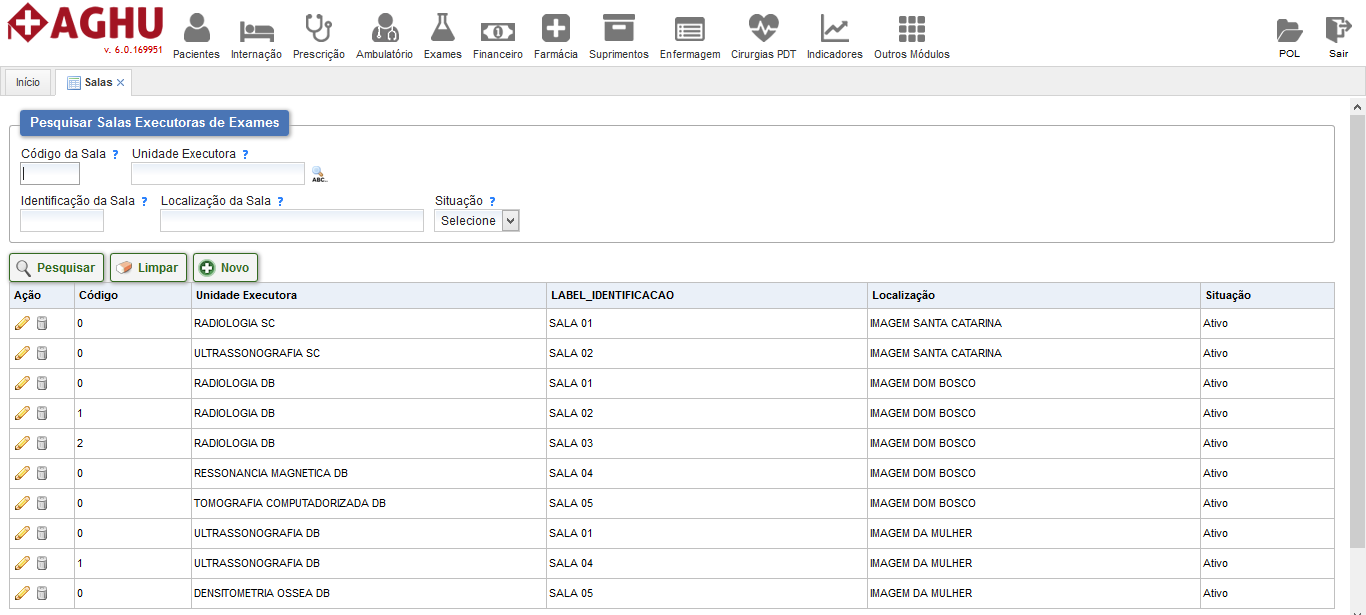 AGHU
v. 6.0.169951
Pacientes Internação Prescrição Ambulatório Exames Financeiro Farmácia Suprimentos Enfermagem Cirurgias PDT Indicadores Outros Módulos POL Sair
Início Salas
Pesquisar Salas Executoras de Exames
Código da Sala ? Unidade Executora ?
ABC..
Identificação da Sala ? Localização da Sala ? Situação ?
Selecione
Pesquisar Limpar Novo
Ação Código Unidade Executora LABEL_IDENTIFICACAO Localização Situação
0 RADIOLOGIA SC SALA 01 IMAGEM SANTA CATARINA Ativo
0 ULTRASSONOGRAFIA SC SALA 02 IMAGEM SANTA CATARINA Ativo
0 RADIOLOGIA DB SALA 01 IMAGEM DOM BOSCO Ativo
1 RADIOLOGIA DB SALA 02 IMAGEM DOM BOSCO Ativo
2 RADIOLOGIA DB SALA 03 IMAGEM DOM BOSCO Ativo
0 RESSONANCIA MAGNETICA DB SALA 04 IMAGEM DOM BOSCO Ativo
0 TOMOGRAFIA COMPUTADORIZADA DB SALA 05 IMAGEM DOM BOSCO Ativo
0 ULTRASSONOGRAFIA DB SALA 01 IMAGEM DA MULHER Ativo
1 ULTRASSONOGRAFIA DB SALA 04 IMAGEM DA MULHER Ativo
0 DENSITOMETRIA OSSEA DB SALA 05 IMAGEM DA MULHER Ativo